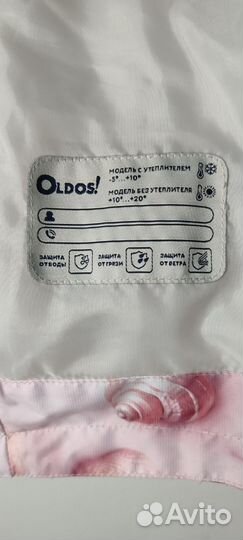 OLDOS!
МОДЕЛЬ С УТЕПЛИТЕЛЕМ
-5°...+10°
МОДЕЛЬ БЕЗ УТЕПЛИТЕЛЯ
+10°...+20°
ЗАЩИТА ОТ ВОДЫ
ЗАЩИТА ОТ ГРЯЗИ
ЗАЩИТА ОТ ВЕТРА
Avito